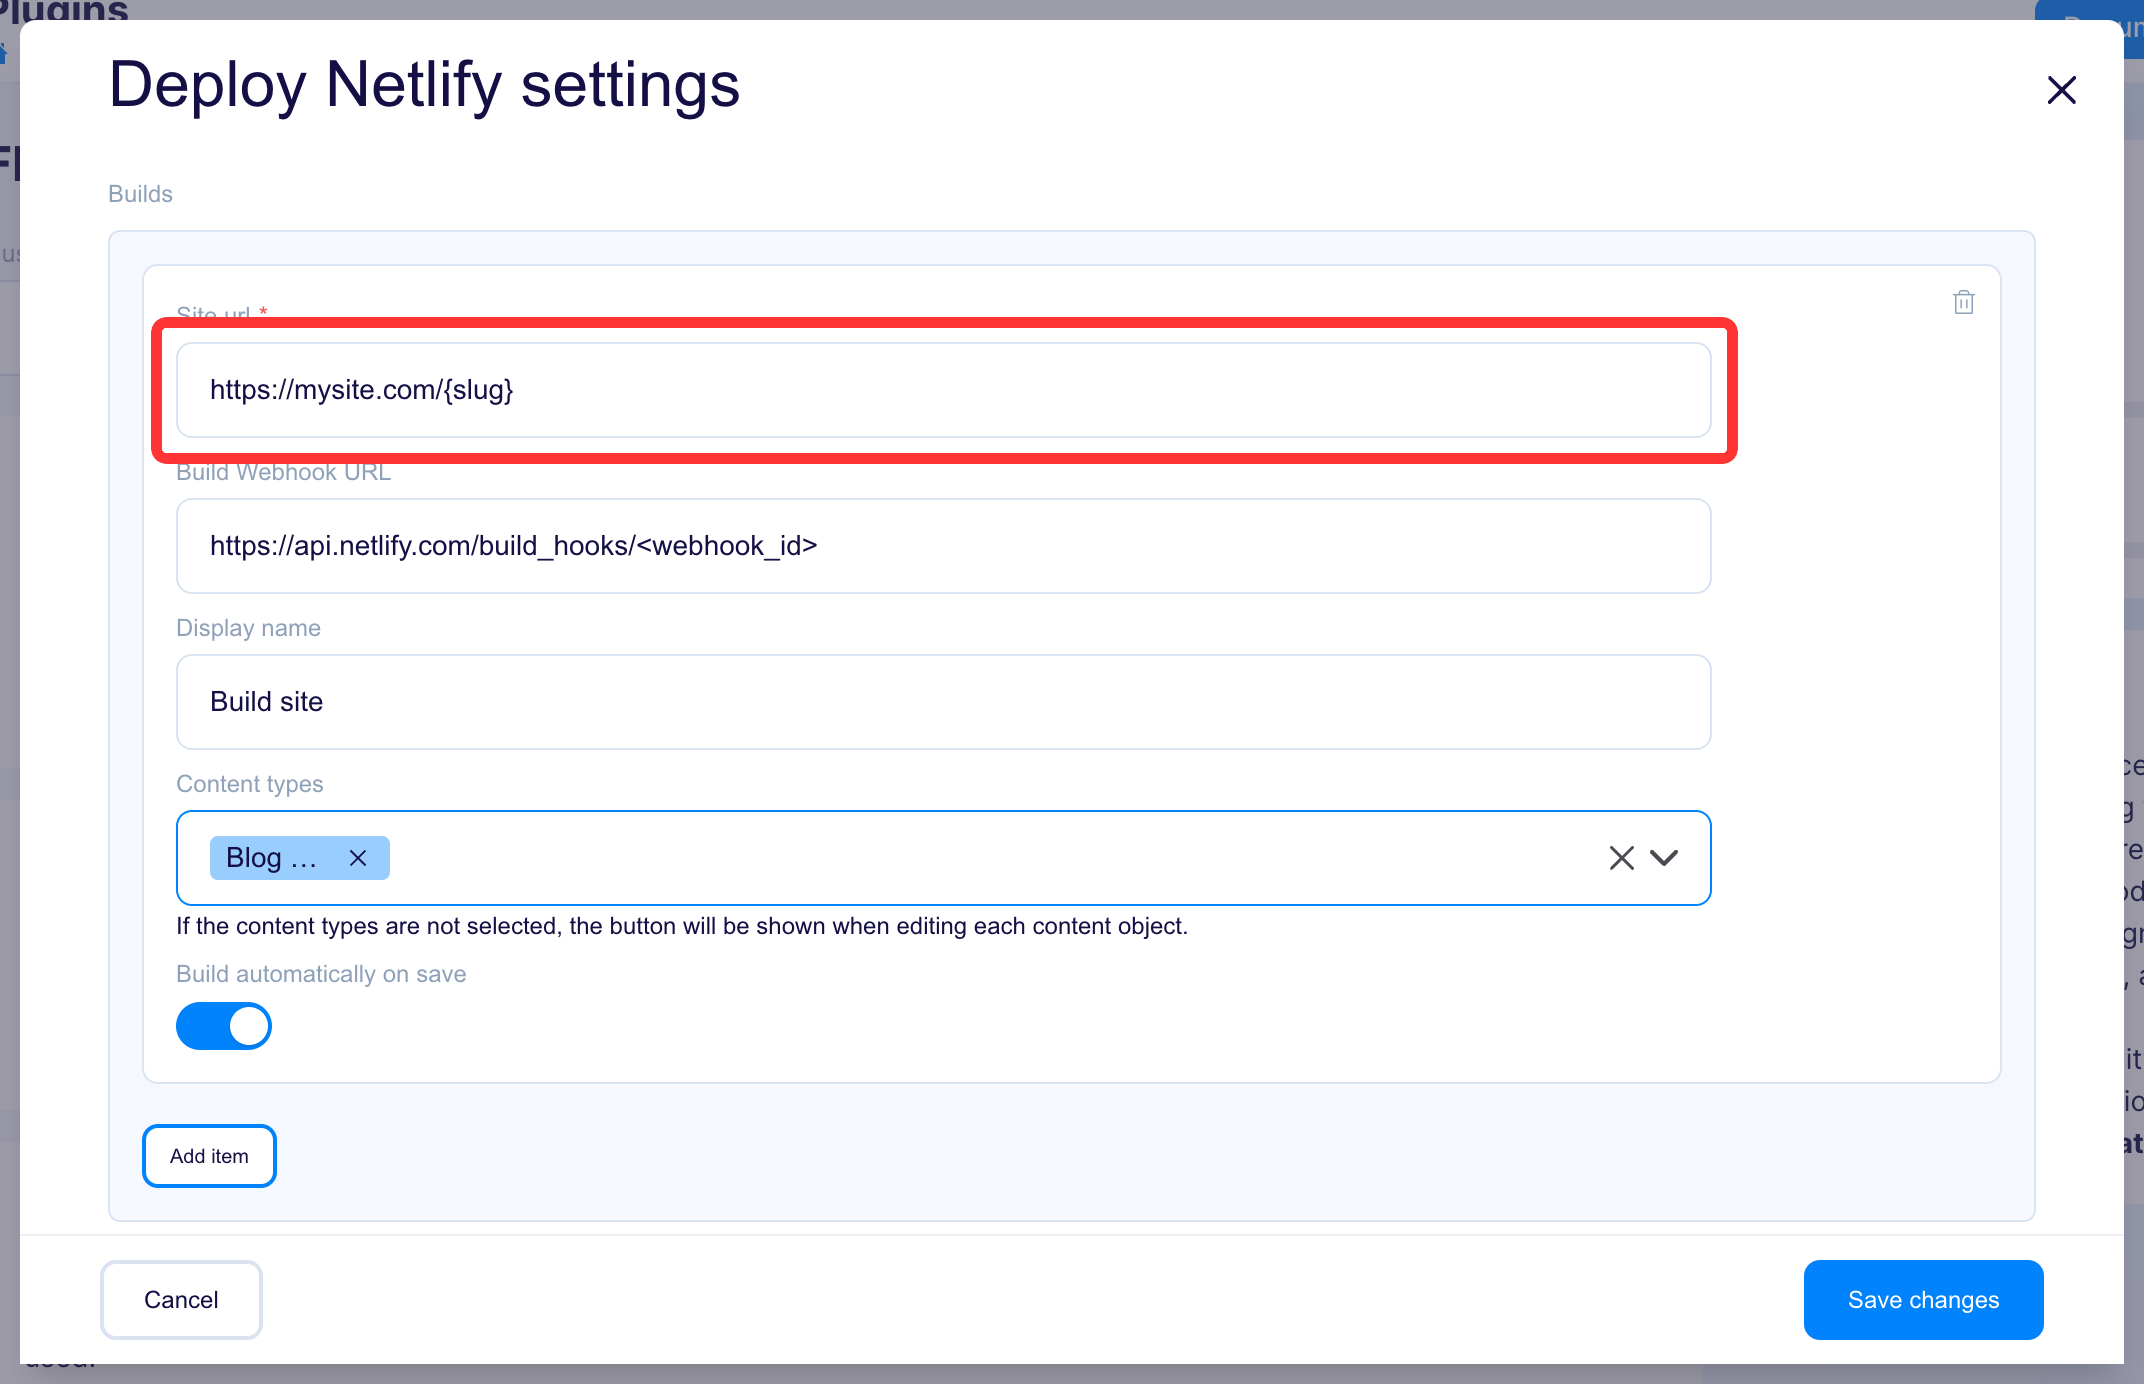 Plugins
Deploy Netlify settings
Builds
Site url *
https://mysite.com/{slug}
Build Webhook URL
https://api.netlify.com/build_hooks/<webhook_id>
Display name
Build site
Content types
Blog ...
If the content types are not selected, the button will be shown when editing each content object.
Build automatically on save
Add item
Cancel
Save changes